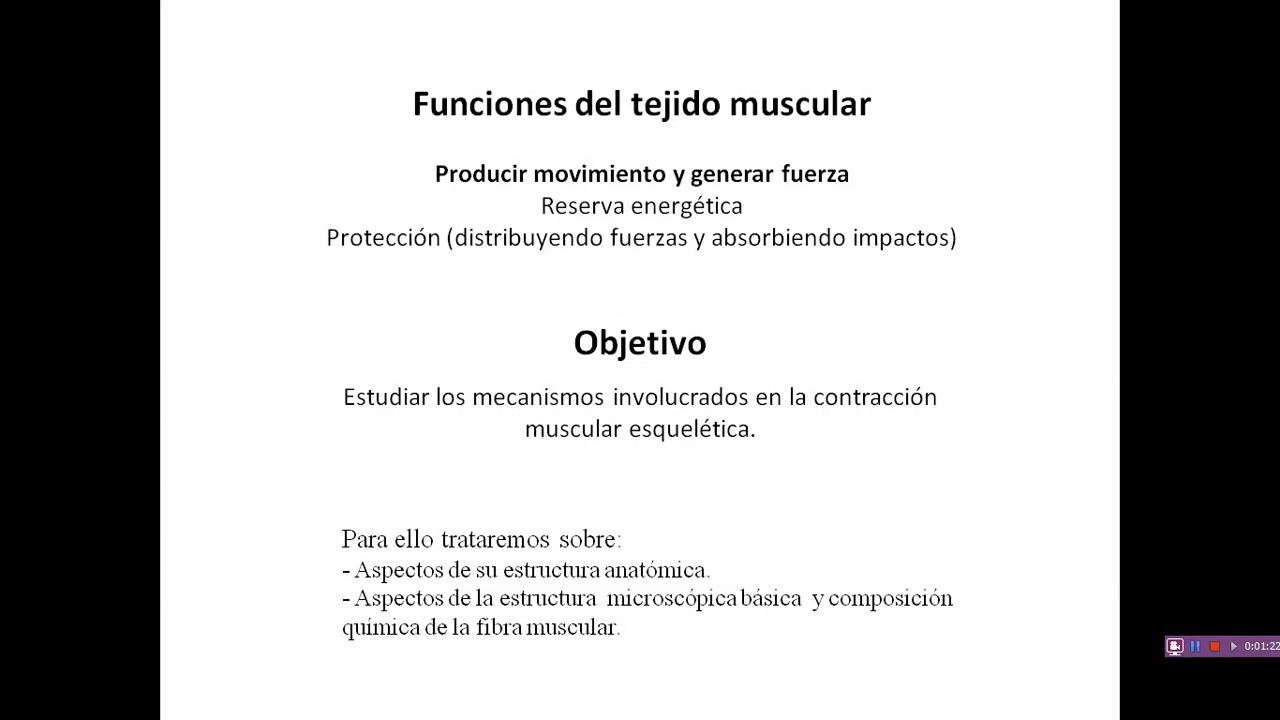 Funciones del tejido muscular
Producir movimiento y generar fuerza
Reserva energética
Protección (distribuyendo fuerzas y absorbiendo impactos)
Objetivo
Estudiar los mecanismos involucrados en la contracción
muscular esquelética.
Para ello trataremos sobre:
- Aspectos de su estructura anatómica.
- Aspectos de la estructura microscópica básica y composición
química de la fibra muscular.
0:01:22